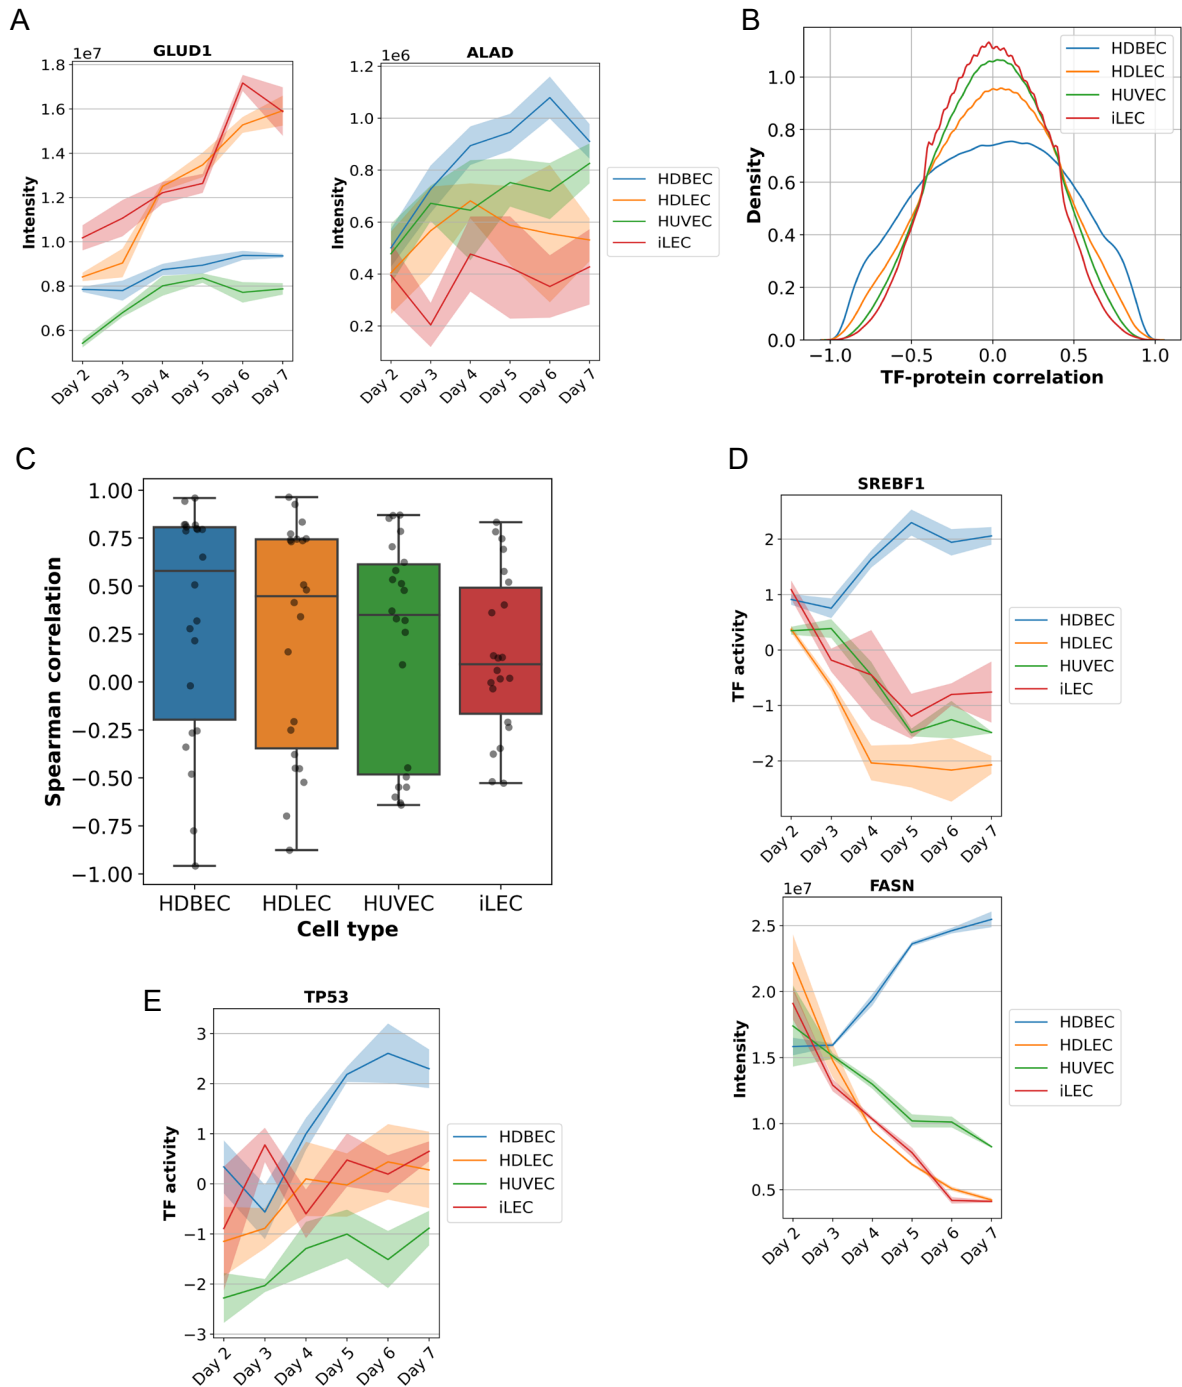 A
GLUD1
1e7
Intensity
1.8
1.6
1.4
1.2
1.0
0.8
0.6
Day 2
Day 3
Day 4
Day 5
Day 6
Day 7
ALAD
1e6
Intensity
1.2
1.0
0.8
0.6
0.4
0.2
Day 2
Day 3
Day 4
Day 5
Day 6
Day 7
HDBEC
HDLEC
HUVEC
iLEC
B
Density
1.0
0.8
0.6
0.4
0.2
0.0
−1.0
−0.5
0.0
0.5
1.0
TF-protein correlation
HDBEC
HDLEC
HUVEC
iLEC
C
Spearman correlation
1.00
0.75
0.50
0.25
0.00
−0.25
−0.50
−0.75
−1.00
HDBEC
HDLEC
HUVEC
iLEC
Cell type
D
SREBF1
TF activity
2
1
0
−1
−2
Day 2
Day 3
Day 4
Day 5
Day 6
Day 7
HDBEC
HDLEC
HUVEC
iLEC
FASN
1e7
Intensity
2.5
2.0
1.5
1.0
0.5
Day 2
Day 3
Day 4
Day 5
Day 6
Day 7
HDBEC
HDLEC
HUVEC
iLEC
E
TP53
TF activity
3
2
1
0
−1
−2
−3
Day 2
Day 3
Day 4
Day 5
Day 6
Day 7
HDBEC
HDLEC
HUVEC
iLEC